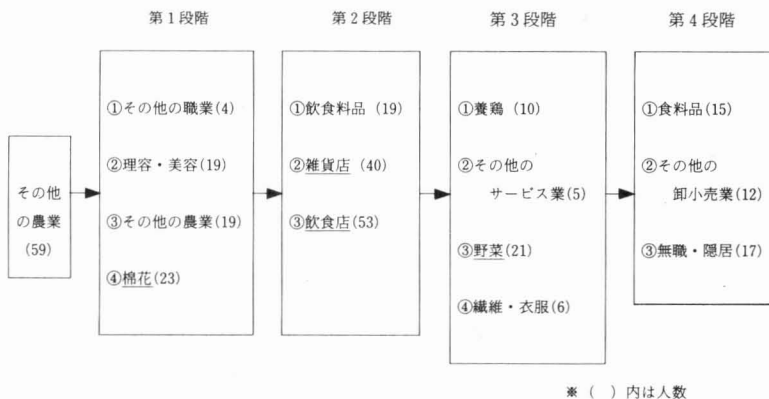 第1段階
第2段階
第3段階
第4段階
その他
の農業
(59)
①その他の職業(4)
②理容・美容(19)
③その他の農業(19)
④棉花(23)
①飲食料品 (19)
②雑貨店 (40)
③飲食店(53)
①養鶏 (10)
②その他の
サービス業(5)
③野菜(21)
④繊維・衣服(6)
①食料品(15)
②その他の
卸小売業(12)
③無職・隠居(17)
※ ( ) 内は人数